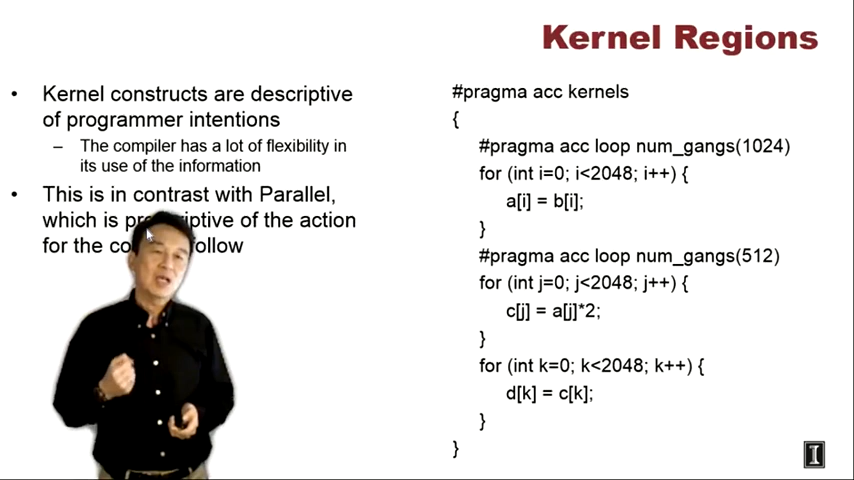 Kernel Regions
• Kernel constructs are descriptive
of programmer intentions
– The compiler has a lot of flexibility in
its use of the information
• This is in contrast with Parallel,
which is of the action
for the follow
#pragma acc kernels
{
#pragma acc loop num_gangs(1024)
for (int i=0; i<2048; i++) {
a[i] = b[i];
}
#pragma acc loop num_gangs(512)
for (int j=0; j<2048; j++) {
c[j] = a[j]*2;
}
for (int k=0; k<2048; k++) {
d[k] = c[k];
}
}
I